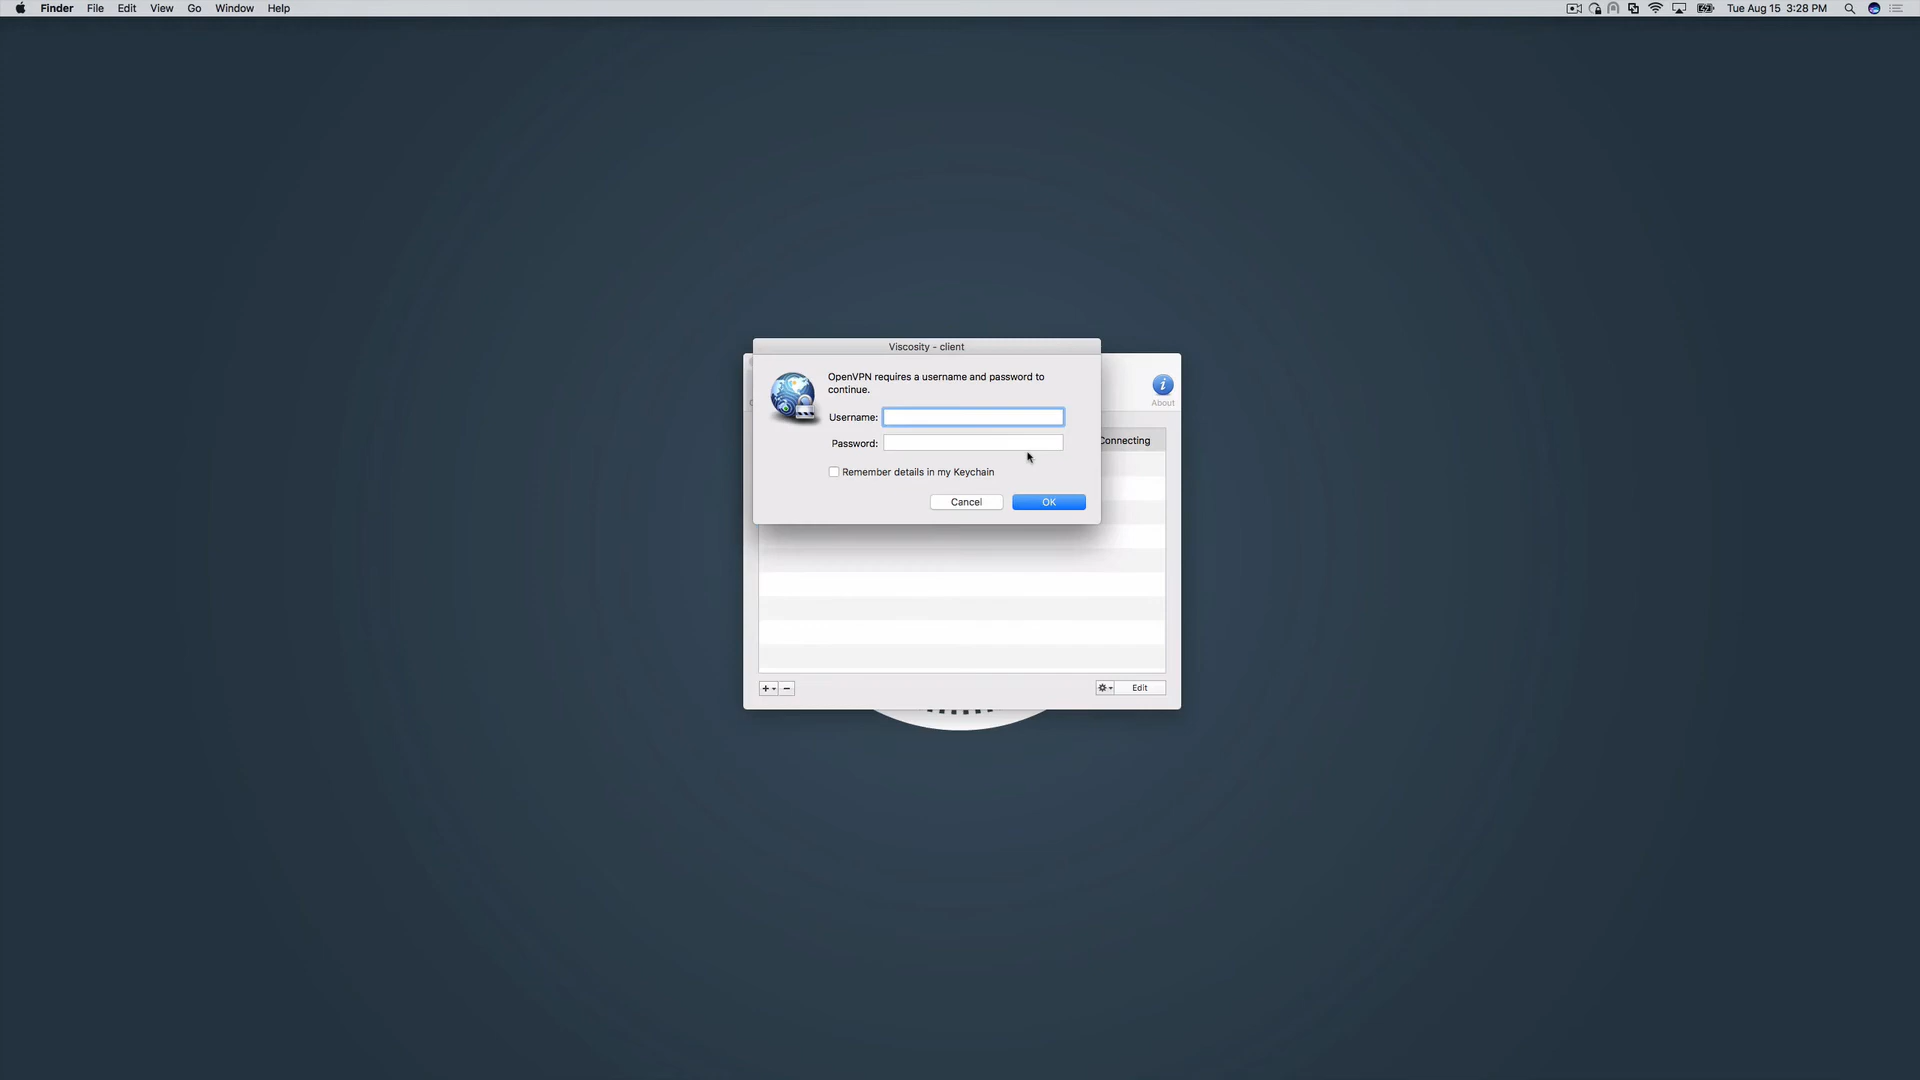 Finder File Edit View Go Window Help Tue Aug 15 3:28 PM
Viscosity - client
OpenVPN requires a username and password to
continue.
Username:
Password:
Remember details in my Keychain
Cancel OK
About
Connecting
Edit